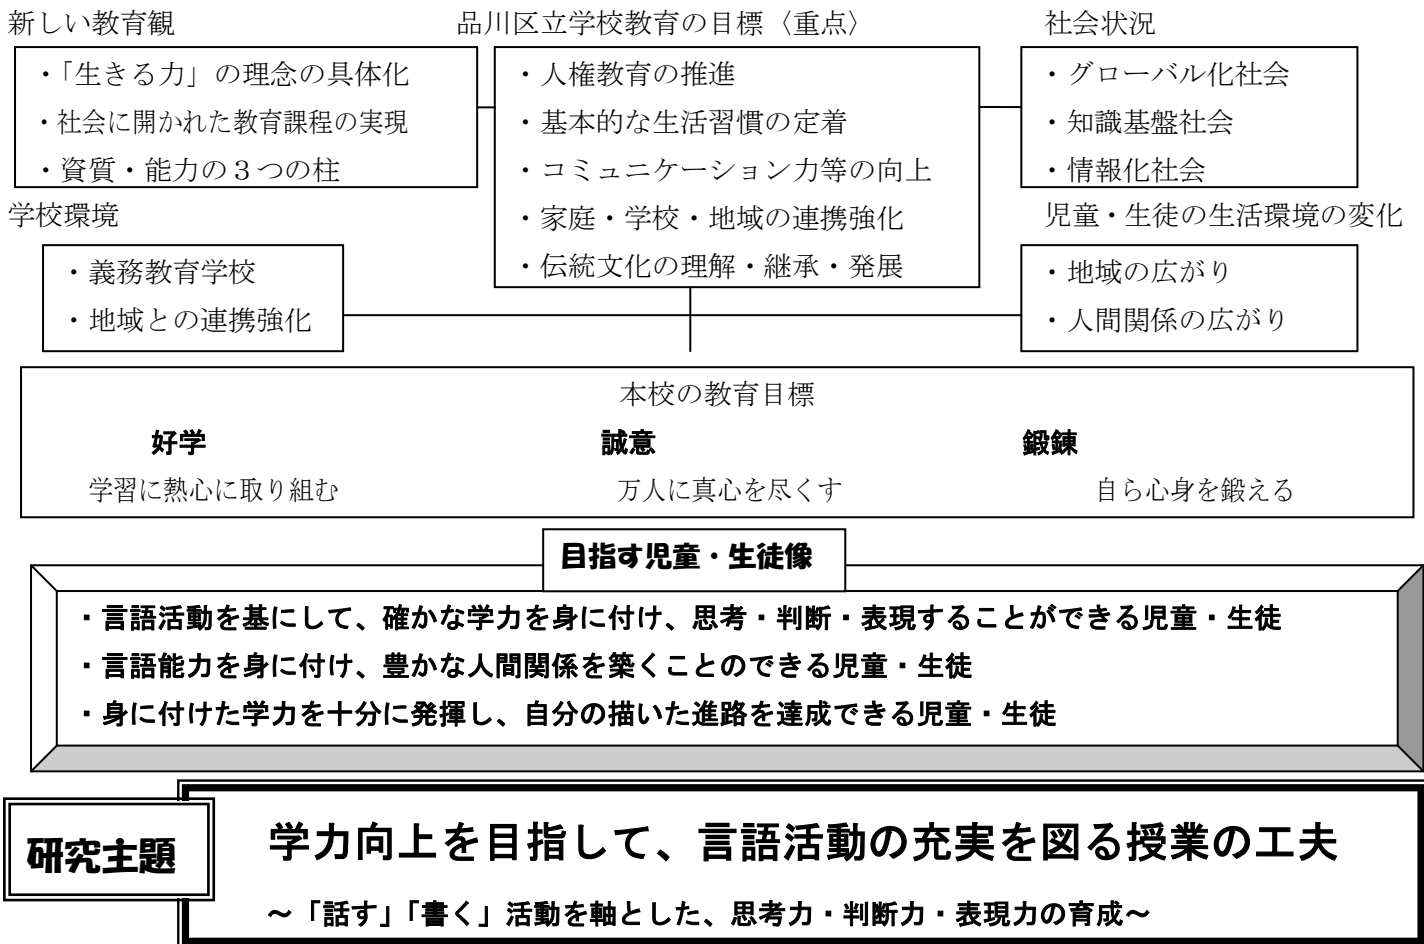 新しい教育観
・「生きる力」の理念の具体化
・社会に開かれた教育課程の実現
・資質・能力の３つの柱
品川区立学校教育の目標〈重点〉
・人権教育の推進
・基本的な生活習慣の定着
・コミュニケーション力等の向上
・家庭・学校・地域の連携強化
・伝統文化の理解・継承・発展
社会状況
・グローバル化社会
・知識基盤社会
・情報化社会
学校環境
・義務教育学校
・地域との連携強化
児童・生徒の生活環境の変化
・地域の広がり
・人間関係の広がり
本校の教育目標
好学 誠意 鍛錬
学習に熱心に取り組む 万人に真心を尽くす 自ら心身を鍛える
目指す児童・生徒像
・言語活動を基にして、確かな学力を身に付け、思考・判断・表現することができる児童・生徒
・言語能力を身に付け、豊かな人間関係を築くことのできる児童・生徒
・身に付けた学力を十分に発揮し、自分の描いた進路を達成できる児童・生徒
研究主題
学力向上を目指して、言語活動の充実を図る授業の工夫
～「話す」「書く」活動を軸とした、思考力・判断力・表現力の育成～